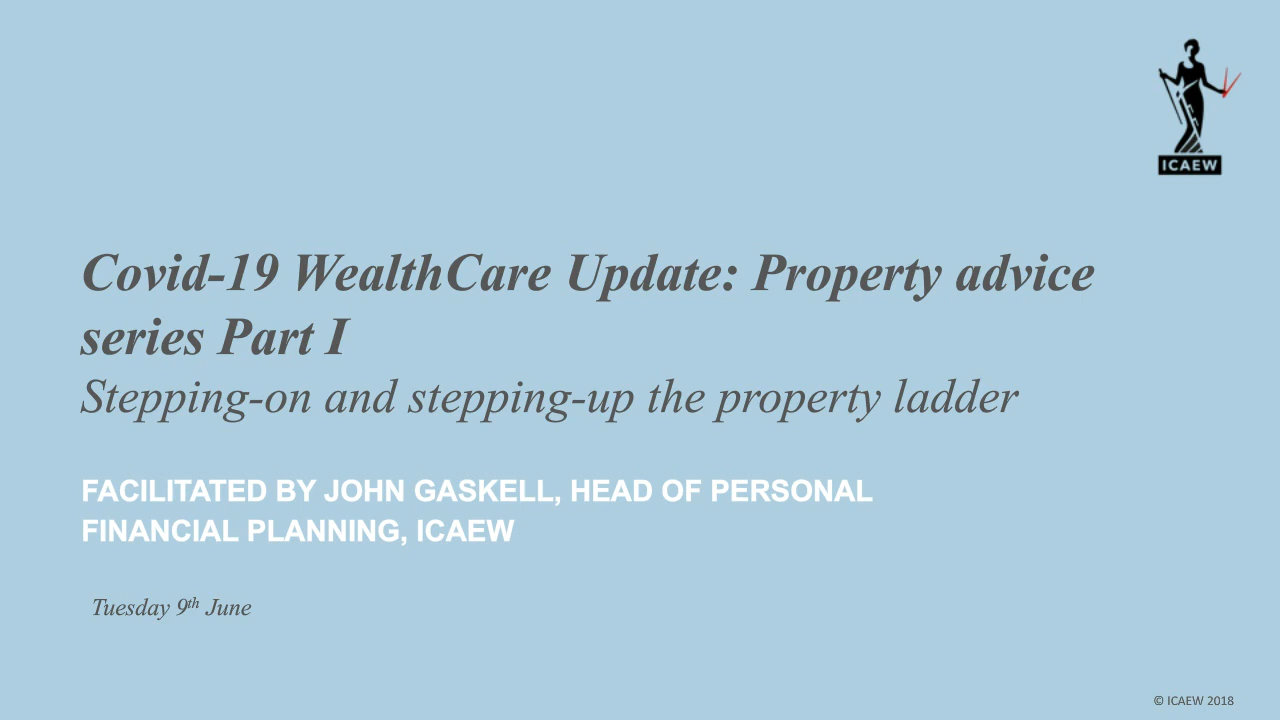 ICAEW
Covid-19 WealthCare Update: Property advice
series Part I
Stepping-on and stepping-up the property ladder
FACILITATED BY JOHN GASKELL, HEAD OF PERSONAL
FINANCIAL PLANNING, ICAEW
Tuesday 9th June
© ICAEW 2018